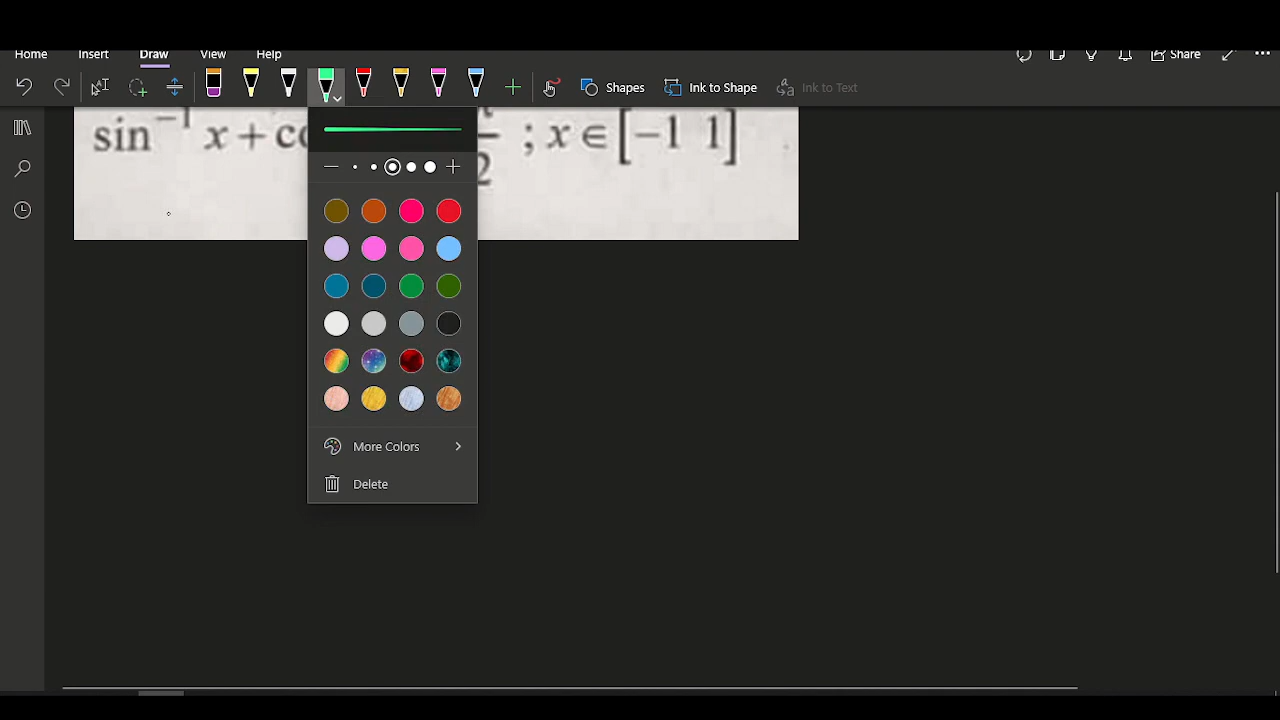 Home Insert Draw View Help Share
Shapes Ink to Shape Ink to Text
sin⁻¹ x + co
2 ; x ∈ [−1 1]
More Colors
Delete